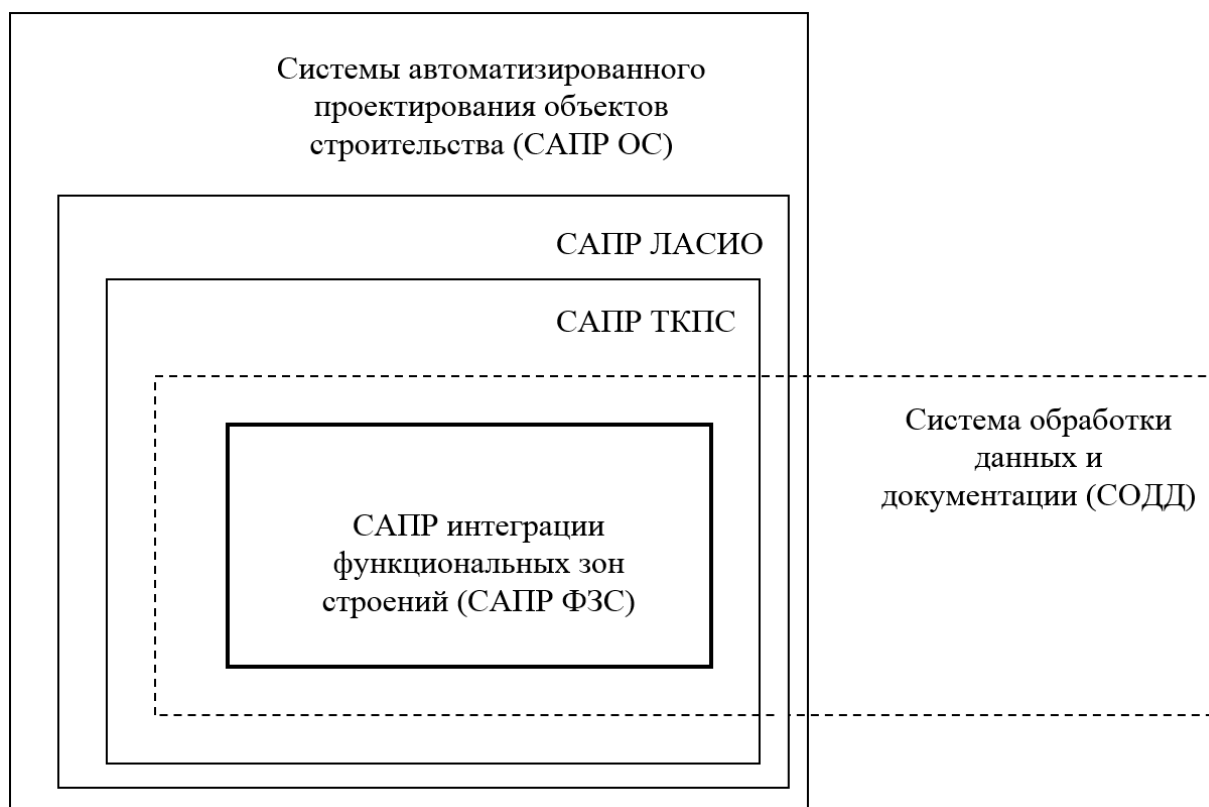 Системы автоматизированного
проектирования объектов
строительства (САПР ОС)
САПР ЛАСИО
САПР ТКПС
Система обработки
данных и
документации (СОДД)
САПР интеграции
функциональных зон
строений (САПР ФЗС)